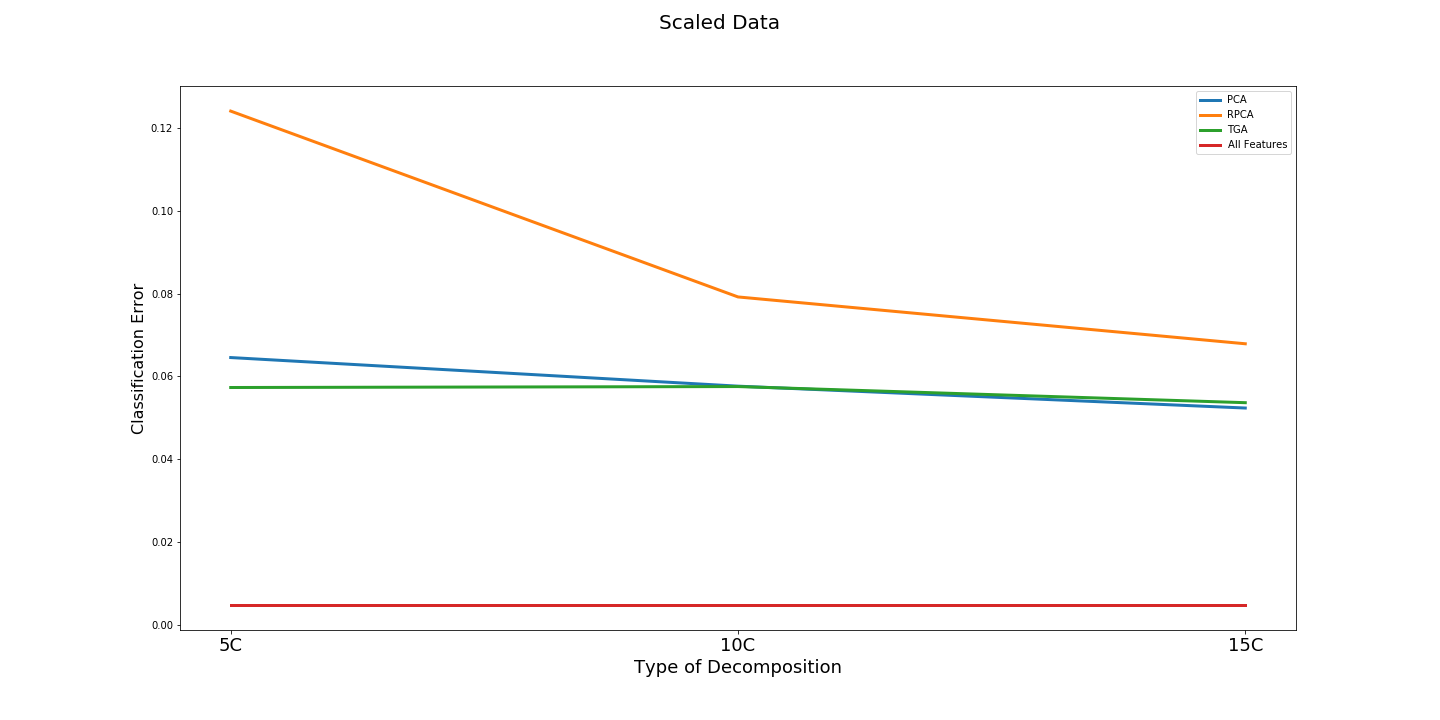 Scaled Data
PCA
RPCA
TGA
All Features
0.12
0.10
0.08
0.06
0.04
0.02
0.00
Classification Error
5C
10C
15C
Type of Decomposition